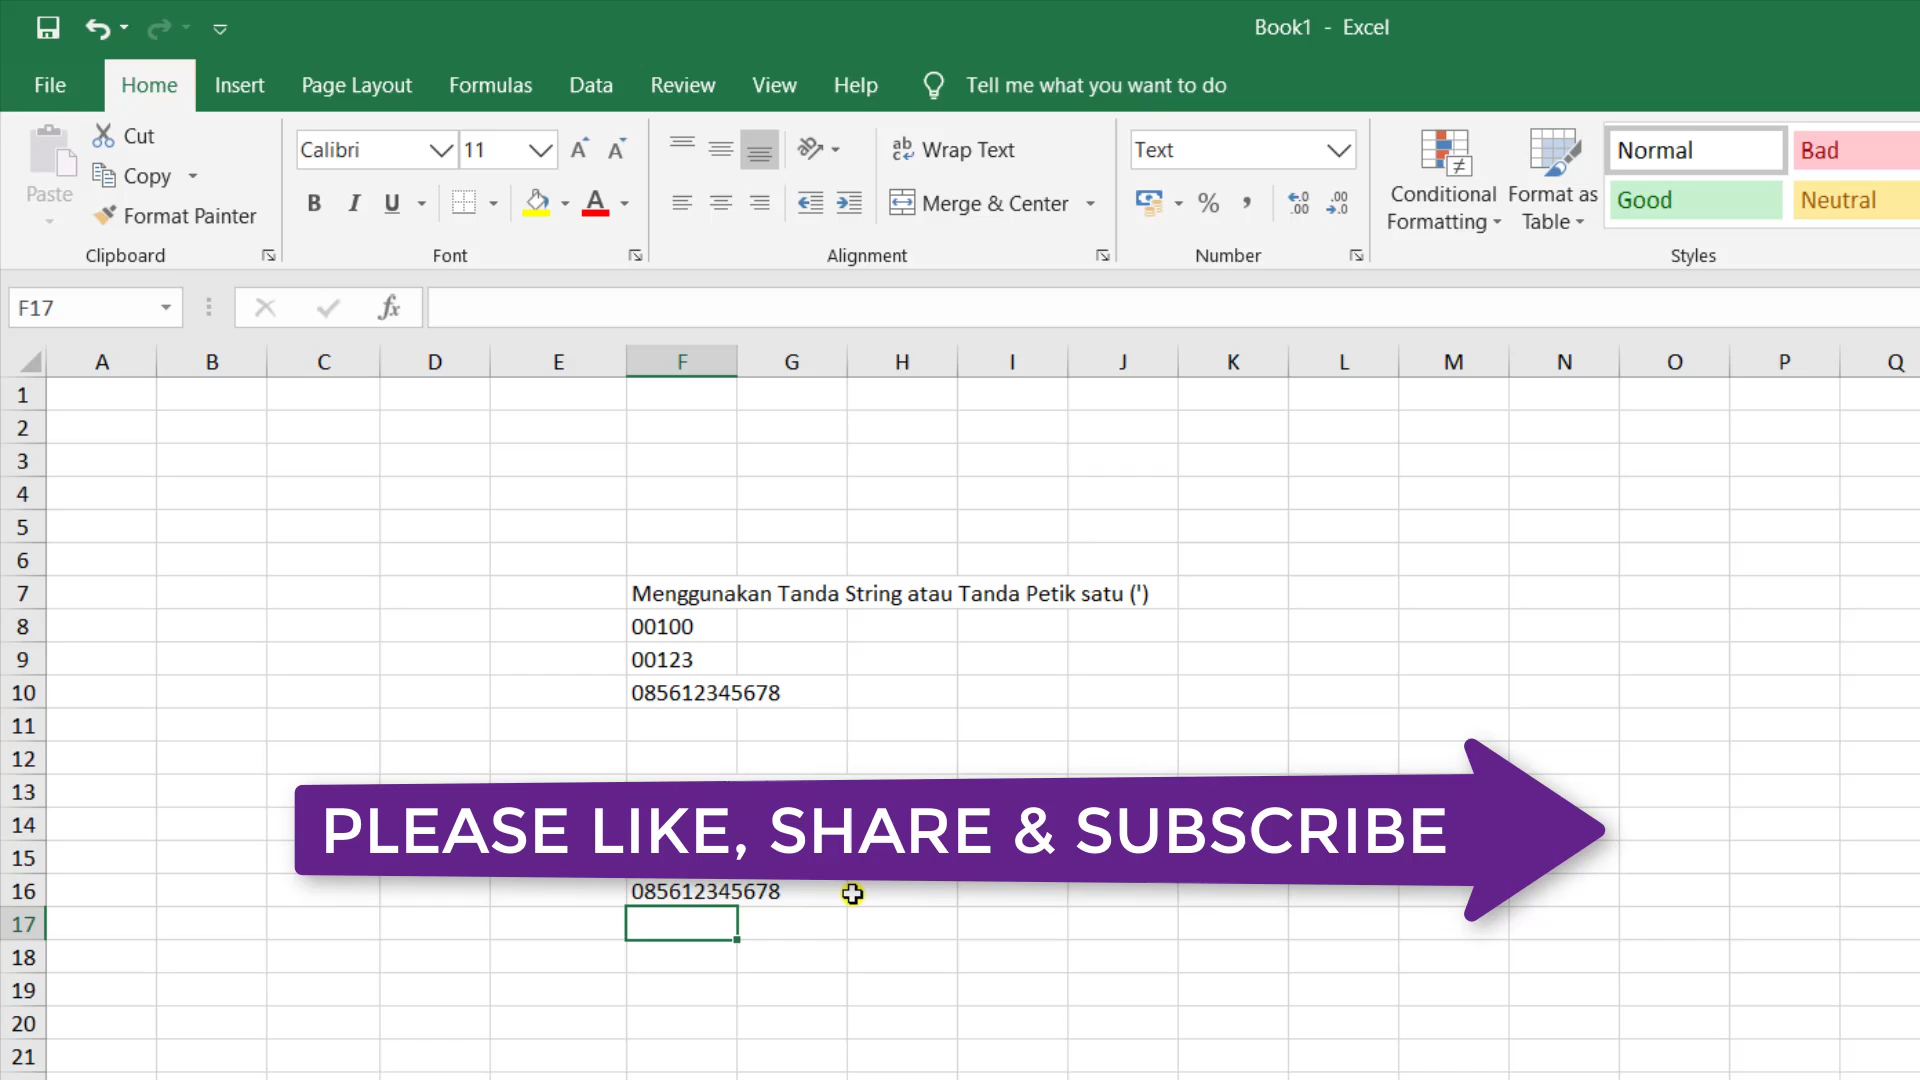 Book1 - Excel
File Home Insert Page Layout Formulas Data Review View Help Tell me what you want to do
Paste
Cut
Copy
Format Painter
Clipboard
Calibri 11
B I U A
Font
Wrap Text
Merge & Center
Alignment
Text
% ,
Number
Conditional Formatting
Format as Table
Normal Bad
Good Neutral
Styles
F17 fx
A B C D E F G H I J K L M N O P Q
1
2
3
4
5
6
7 Menggunakan Tanda String atau Tanda Petik satu (')
8 00100
9 00123
10 085612345678
11
12
13
14
PLEASE LIKE, SHARE & SUBSCRIBE
15
16 085612345678
17
18
19
20
21